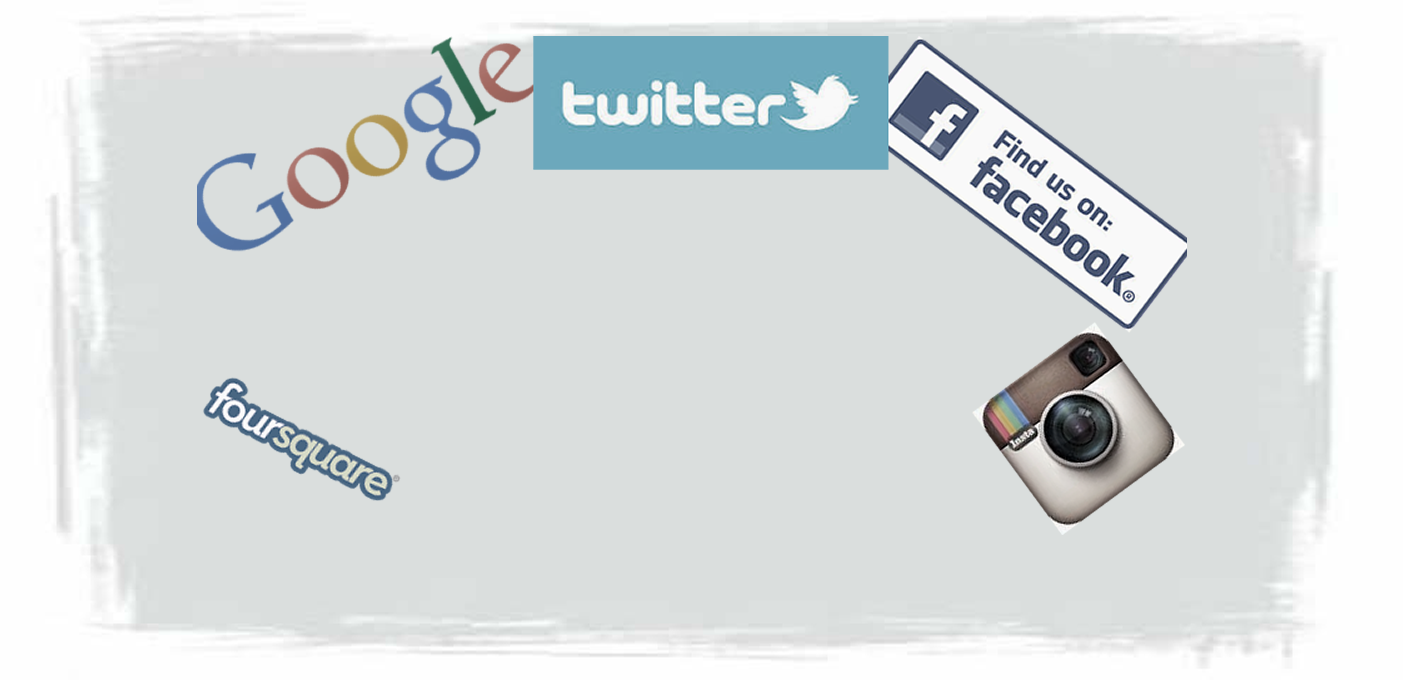 Google
twitter
Find us on:
facebook®
foursquare®
Insta